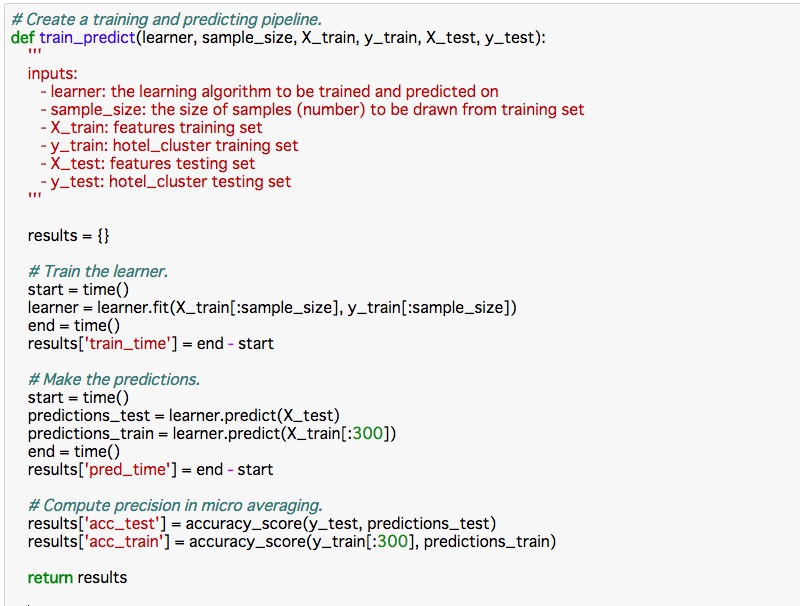 # Create a training and predicting pipeline.
def train_predict(learner, sample_size, X_train, y_train, X_test, y_test):
    '''
    inputs:
      - learner: the learning algorithm to be trained and predicted on
      - sample_size: the size of samples (number) to be drawn from training set
      - X_train: features training set
      - y_train: hotel_cluster training set
      - X_test: features testing set
      - y_test: hotel_cluster testing set
    '''

    results = {}

    # Train the learner.
    start = time()
    learner = learner.fit(X_train[:sample_size], y_train[:sample_size])
    end = time()
    results['train_time'] = end - start

    # Make the predictions.
    start = time()
    predictions_test = learner.predict(X_test)
    predictions_train = learner.predict(X_train[:300])
    end = time()
    results['pred_time'] = end - start

    # Compute precision in micro averaging.
    results['acc_test'] = accuracy_score(y_test, predictions_test)
    results['acc_train'] = accuracy_score(y_train[:300], predictions_train)

    return results